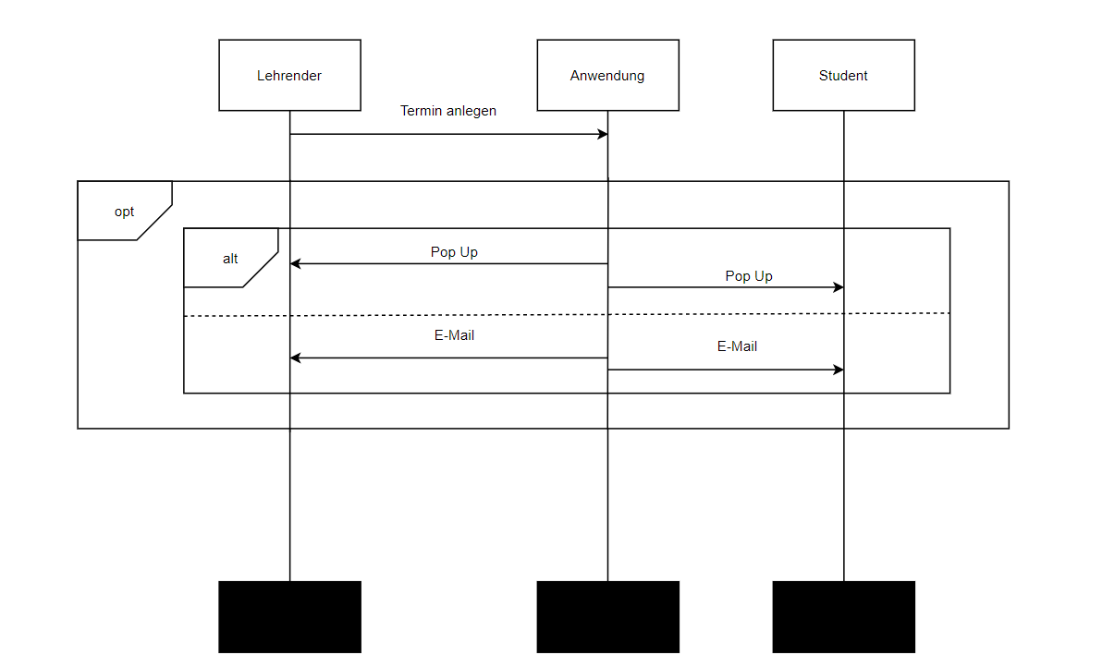 Lehrender
Anwendung
Student
Termin anlegen
opt
alt
Pop Up
Pop Up
E-Mail
E-Mail